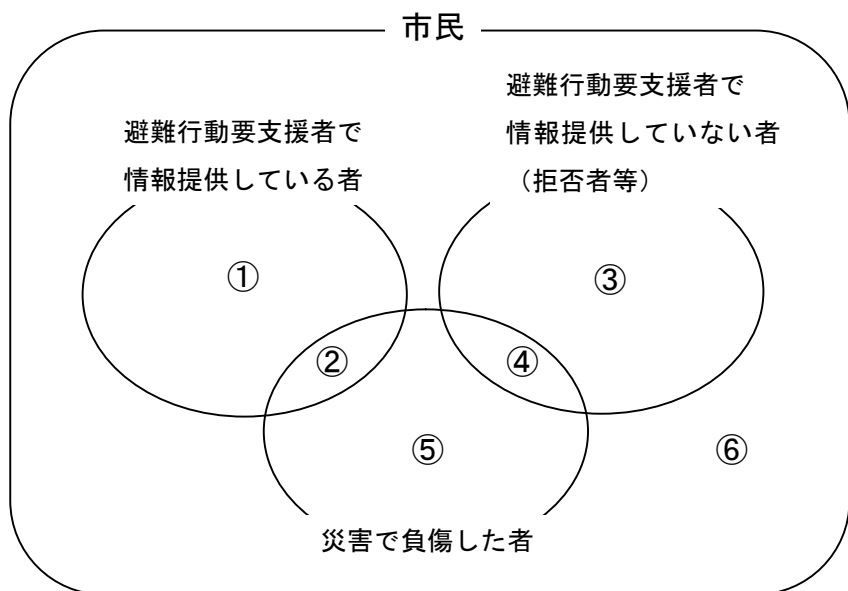 市民
避難行動要支援者で
情報提供している者
避難行動要支援者で
情報提供していない者
（拒否者等）
①
③
②
④
⑤
⑥
災害で負傷した者